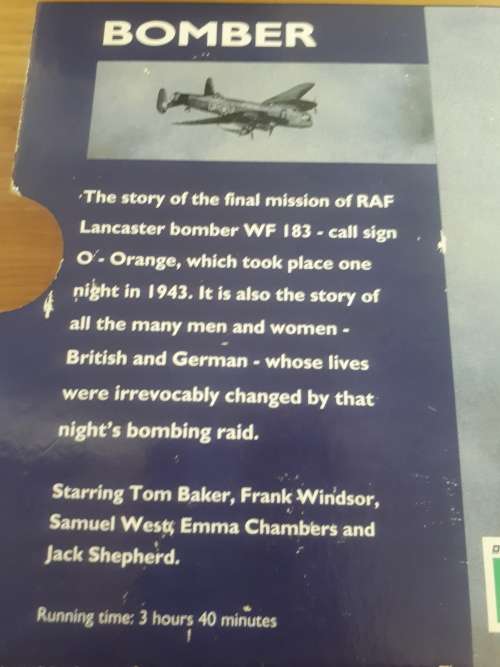 BOMBER
The story of the final mission of RAF
Lancaster bomber WF 183 - call sign
O - Orange, which took place one
night in 1943. It is also the story of
all the many men and women -
British and German - whose lives
were irrevocably changed by that
night's bombing raid.
Starring Tom Baker, Frank Windsor,
Samuel West, Emma Chambers and
Jack Shepherd.
Running time: 3 hours 40 minutes